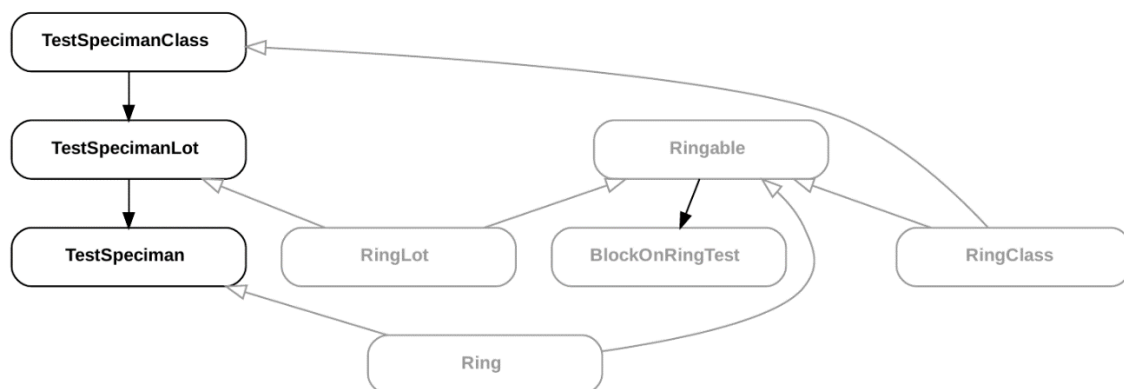 TestSpecimanClass
TestSpecimanLot
Ringable
TestSpeciman
RingLot
BlockOnRingTest
RingClass
Ring